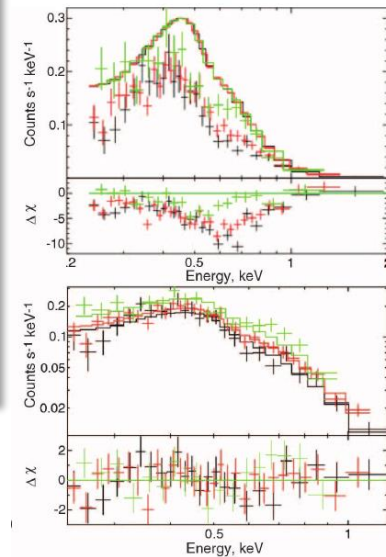 0.3
0.2
0.1
Counts s-1 keV-1
0
-5
-10
Δ χ
.2 0.5 1 2
Energy, keV
0.2
0.1
0.05
0.02
Counts s-1 keV-1
2
0
-2
Δ χ
0.5 1
Energy, keV